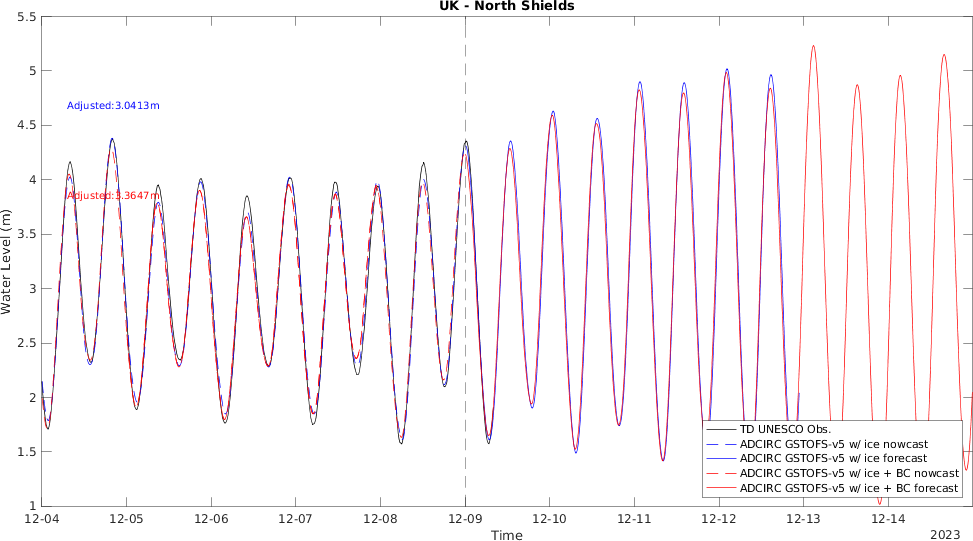 UK - North Shields
5.5
5
4.5
4
3.5
3
2.5
2
1.5
1
Water Level (m)
Adjusted:3.0413m
Adjusted:3.3647m
TD UNESCO Obs.
ADCIRC GSTOFS-v5 w/ ice nowcast
ADCIRC GSTOFS-v5 w/ ice forecast
ADCIRC GSTOFS-v5 w/ ice + BC nowcast
ADCIRC GSTOFS-v5 w/ ice + BC forecast
12-04 12-05 12-06 12-07 12-08 12-09 12-10 12-11 12-12 12-13 12-14
Time
2023